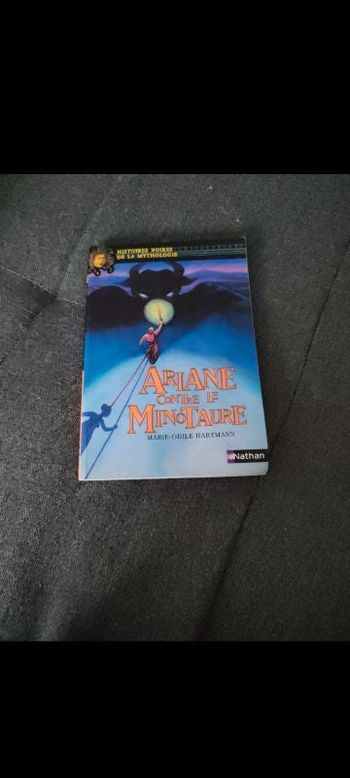 HISTOIRES NOIRES
DE LA MYTHOLOGIE
ARIANE
CONTRE LE
MINOTAURE
MARIE-ODILE HARTMANN
Nathan